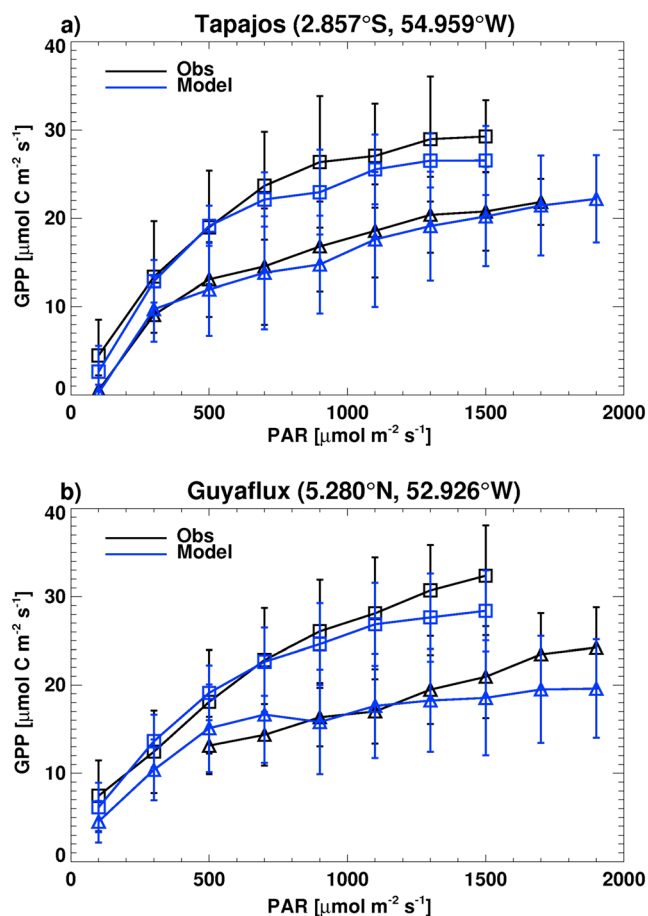 a) Tapajos (2.857°S, 54.959°W)
40
Obs
Model
30
20
10
0
GPP [μmol C m⁻² s⁻¹]
0 500 1000 1500 2000
PAR [μmol m⁻² s⁻¹]
b) Guyaflux (5.280°N, 52.926°W)
40
Obs
Model
30
20
10
0
GPP [μmol C m⁻² s⁻¹]
0 500 1000 1500 2000
PAR [μmol m⁻² s⁻¹]